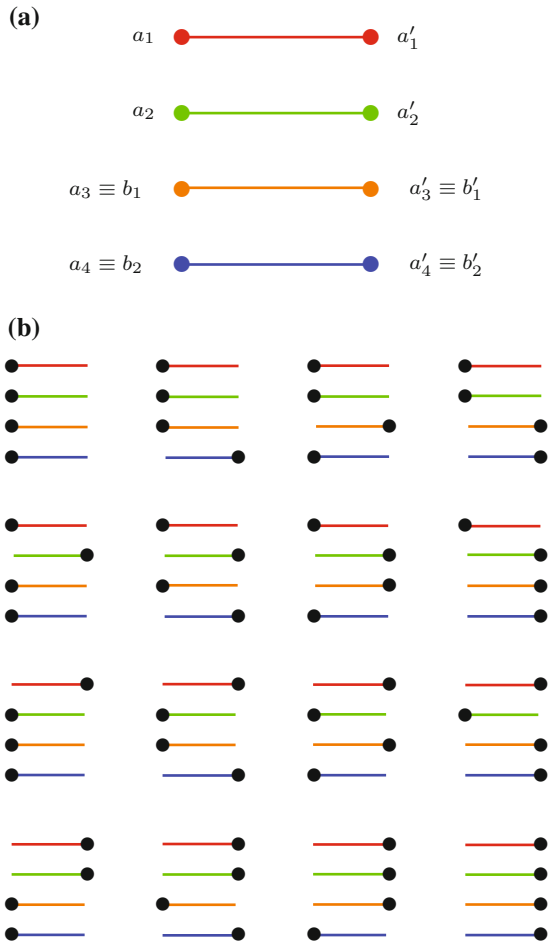 (a)
a₁ a′₁
a₂ a′₂
a₃ ≡ b₁ a′₃ ≡ b′₁
a₄ ≡ b₂ a′₄ ≡ b′₂
(b)